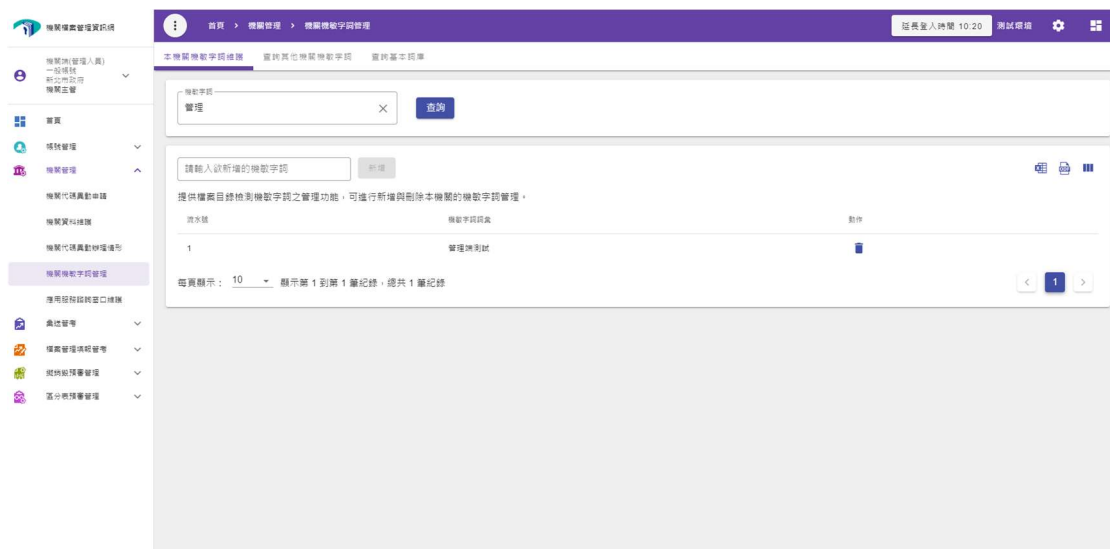 機關檔案管理資訊網
首頁 › 機關管理 › 機關機敏字詞管理
延長登入時間 10:20
測試環境
機關端(管理人員)
一般帳號
新北市政府
機關主管
首頁
帳號管理
機關管理
機關代碼異動申請
機關資料維護
機關代碼異動辦理情形
機關機敏字詞管理
應用服務諮詢窗口維護
彙送管考
檔案管理填報管考
擬銷毀預審管理
區分表預審管理
本機關機敏字詞維護 查詢其他機關機敏字詞 查詢基本詞庫
機敏字詞
管理
查詢
請輸入欲新增的機敏字詞
新增
提供檔案目錄檢測機敏字詞之管理功能，可進行新增與刪除本機關的機敏字詞管理。
流水號 機敏字詞詞彙 動作
1 管理端測試
每頁顯示： 10 顯示第 1 到第 1 筆紀錄，總共 1 筆紀錄
‹ 1 ›